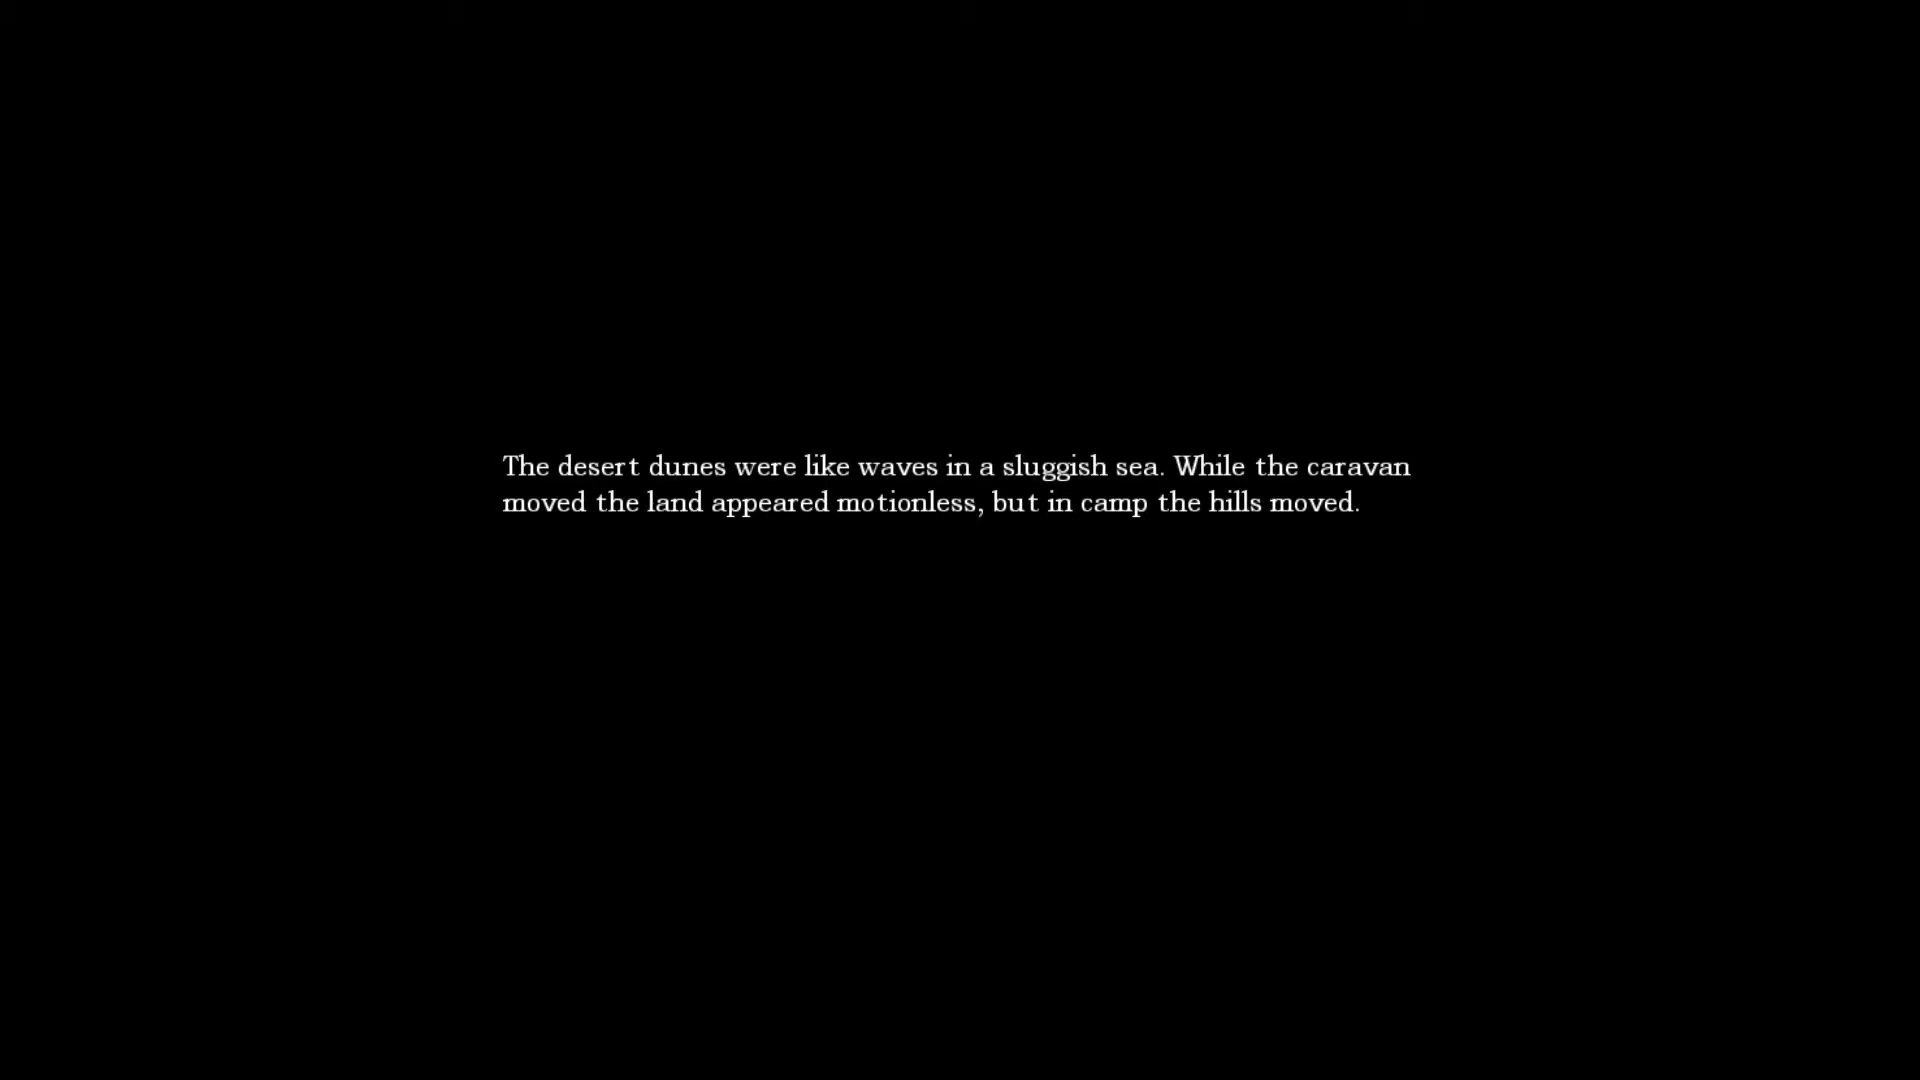 The desert dunes were like waves in a sluggish sea. While the caravan
moved the land appeared motionless, but in camp the hills moved.